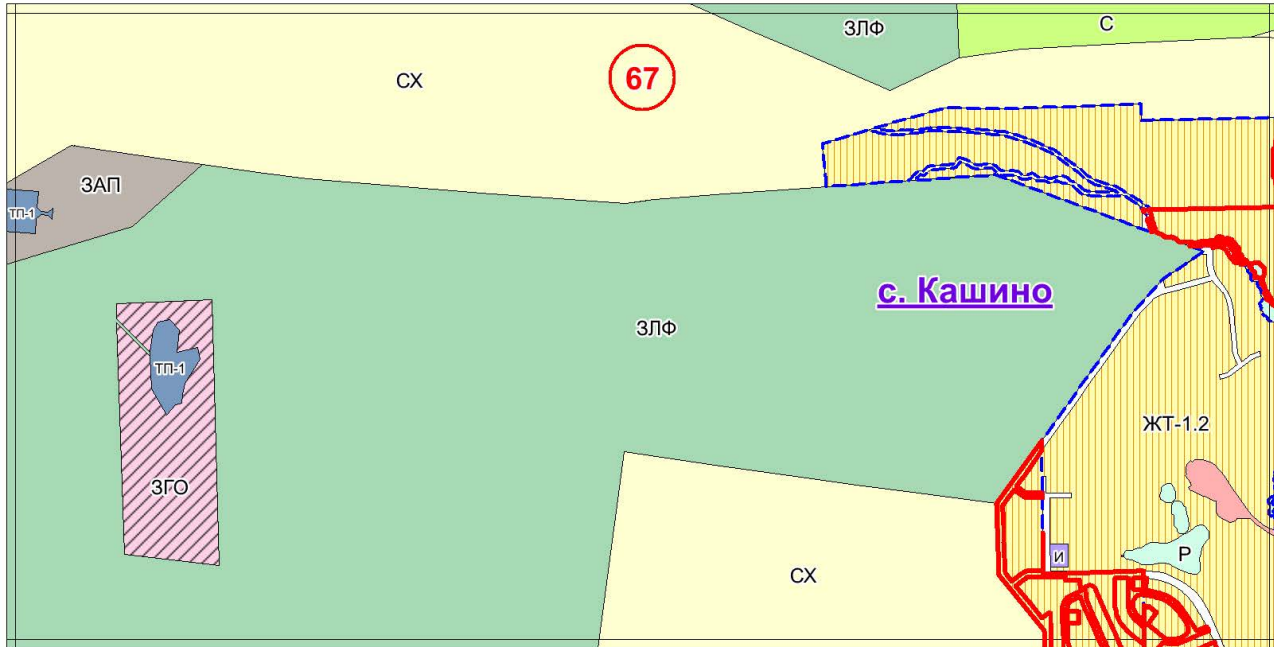 С
ЗЛФ
СХ
67
ЗАП
ТП-1
с. Кашино
ЗЛФ
ТП-1
ЖТ-1.2
ЗГО
Р
И
СХ